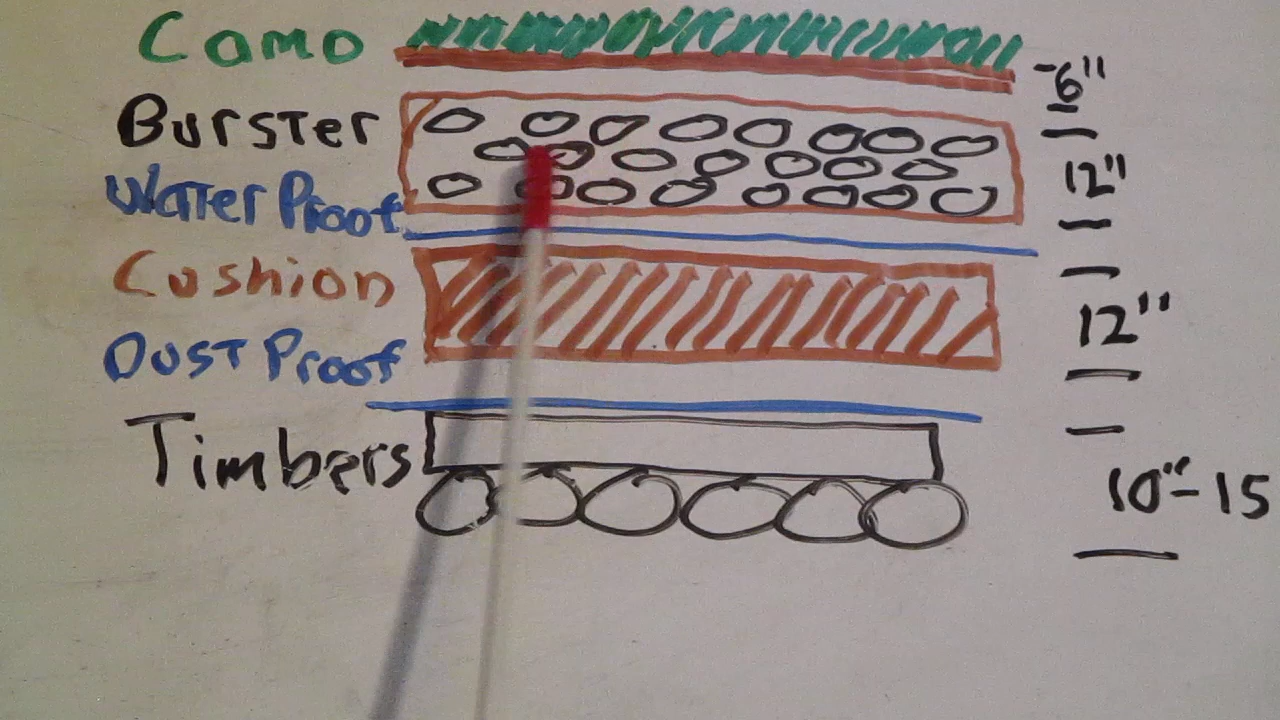 Camo
6"
Burster
12"
Water Proof
Cushion
12"
Dust Proof
Timbers
10"-15